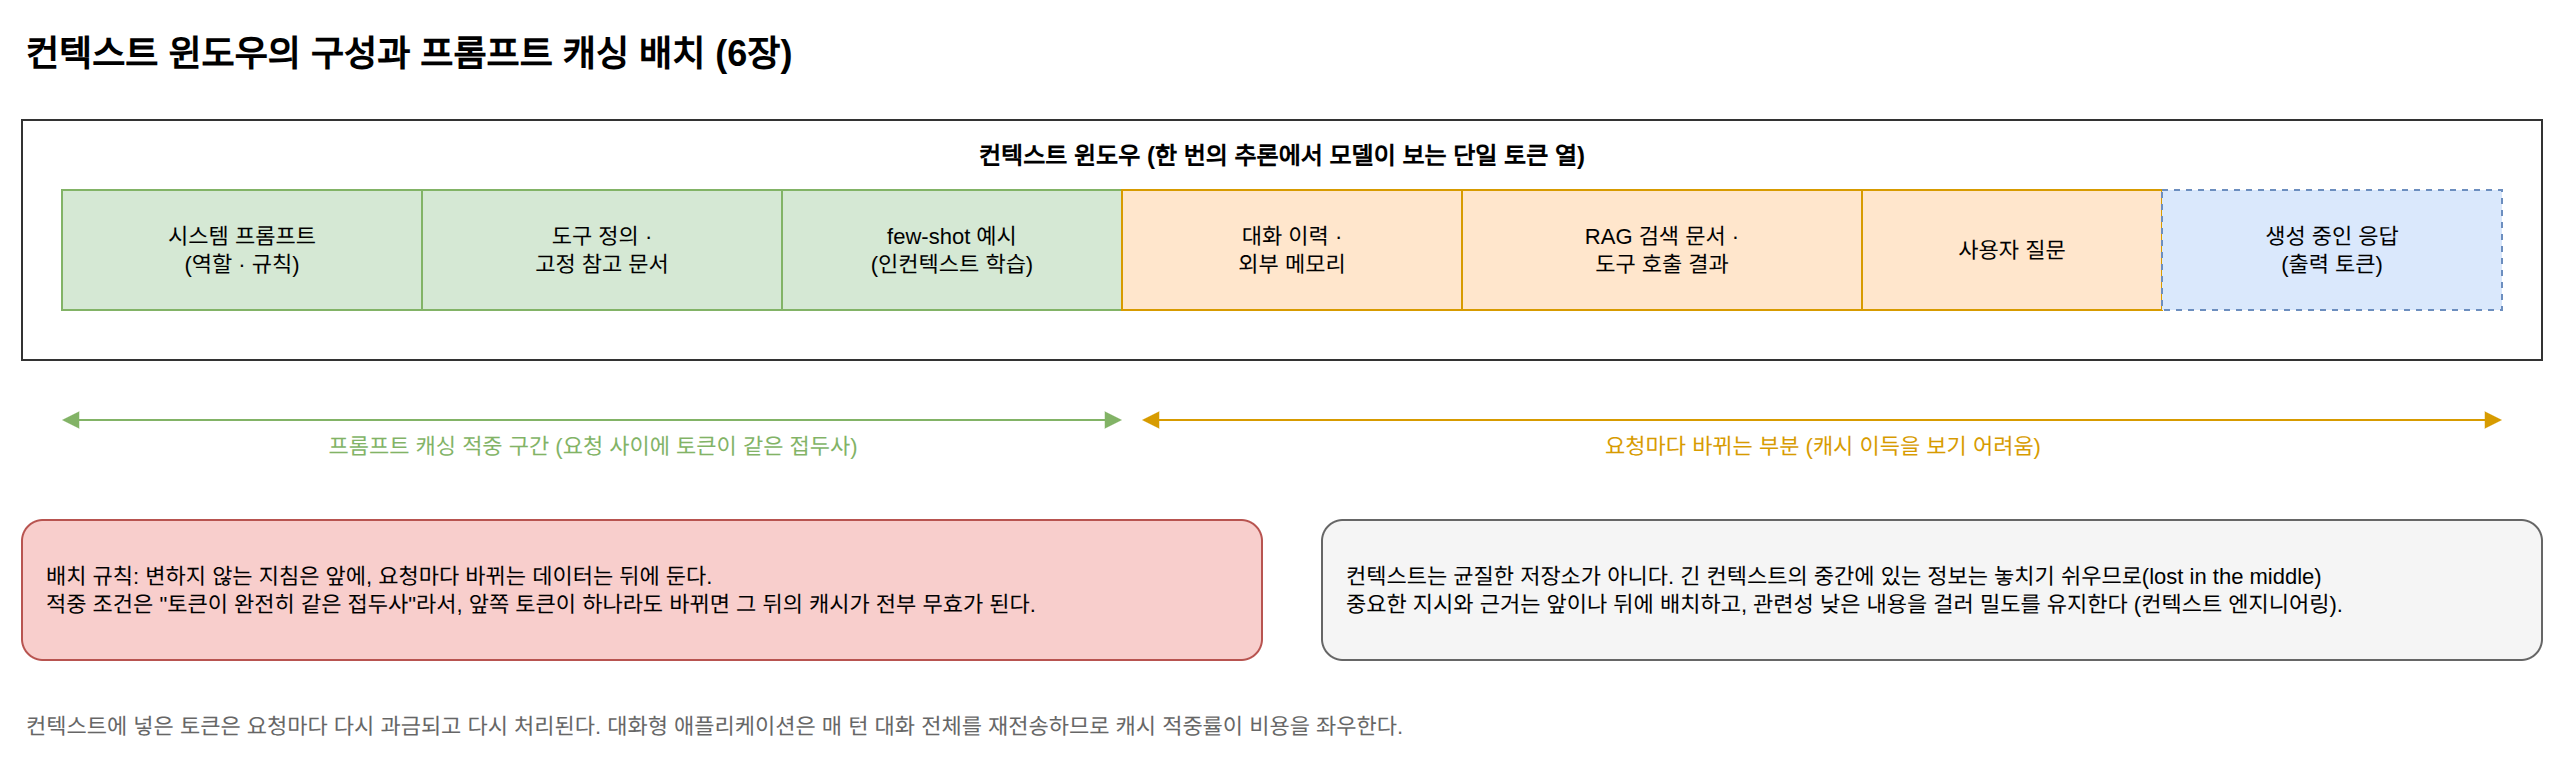 컨텍스트 윈도우의 구성과 프롬프트 캐싱 배치 (6장)
컨텍스트 윈도우 (한 번의 추론에서 모델이 보는 단일 토큰 열)
시스템 프롬프트
(역할 · 규칙)
도구 정의 ·
고정 참고 문서
few-shot 예시
(인컨텍스트 학습)
대화 이력 ·
외부 메모리
RAG 검색 문서 ·
도구 호출 결과
사용자 질문
생성 중인 응답
(출력 토큰)
프롬프트 캐싱 적중 구간 (요청 사이에 토큰이 같은 접두사)
요청마다 바뀌는 부분 (캐시 이득을 보기 어려움)
배치 규칙: 변하지 않는 지침은 앞에, 요청마다 바뀌는 데이터는 뒤에 둔다.
적중 조건은 "토큰이 완전히 같은 접두사"라서, 앞쪽 토큰이 하나라도 바뀌면 그 뒤의 캐시가 전부 무효가 된다.
컨텍스트는 균질한 저장소가 아니다. 긴 컨텍스트의 중간에 있는 정보는 놓치기 쉬우므로(lost in the middle)
중요한 지시와 근거는 앞이나 뒤에 배치하고, 관련성 낮은 내용을 걸러 밀도를 유지한다 (컨텍스트 엔지니어링).
컨텍스트에 넣은 토큰은 요청마다 다시 과금되고 다시 처리된다. 대화형 애플리케이션은 매 턴 대화 전체를 재전송하므로 캐시 적중률이 비용을 좌우한다.